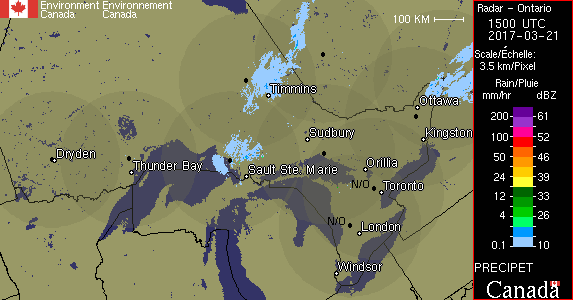 Environment Environnement
Canada Canada
100 KM
Radar - Ontario
1500 UTC
2017-03-21
Scale/Échelle:
3.5 km/Pixel
Rain/Pluie
mm/hr dBZ
200 61
100 56
150 52
50 46
24 39
12 33
4 26
0.1 10
Timmins
Ottawa
Sudbury
Kingston
Dryden
Thunder Bay
Sault Ste. Marie
Orillia
N/O
Toronto
N/O
London
Windsor
PRECIPET
Canada